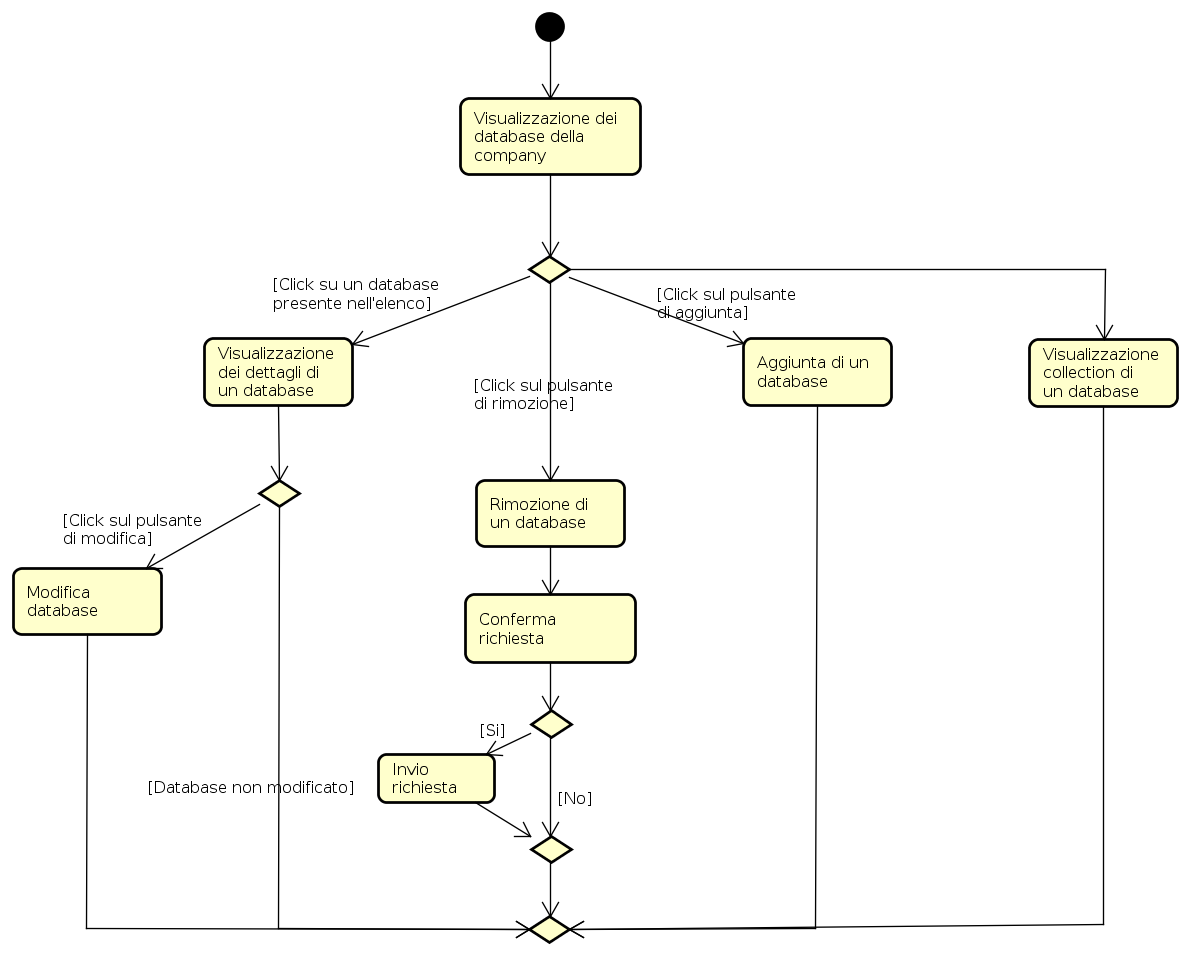 Visualizzazione dei
database della
company
[Click su un database
presente nell'elenco]
[Click sul pulsante
di aggiunta]
Visualizzazione
dei dettagli di
un database
Aggiunta di un
database
Visualizzazione
collection di
un database
[Click sul pulsante
di rimozione]
Rimozione di
un database
[Click sul pulsante
di modifica]
Modifica
database
Conferma
richiesta
[Si]
Invio
richiesta
[Database non modificato]
[No]